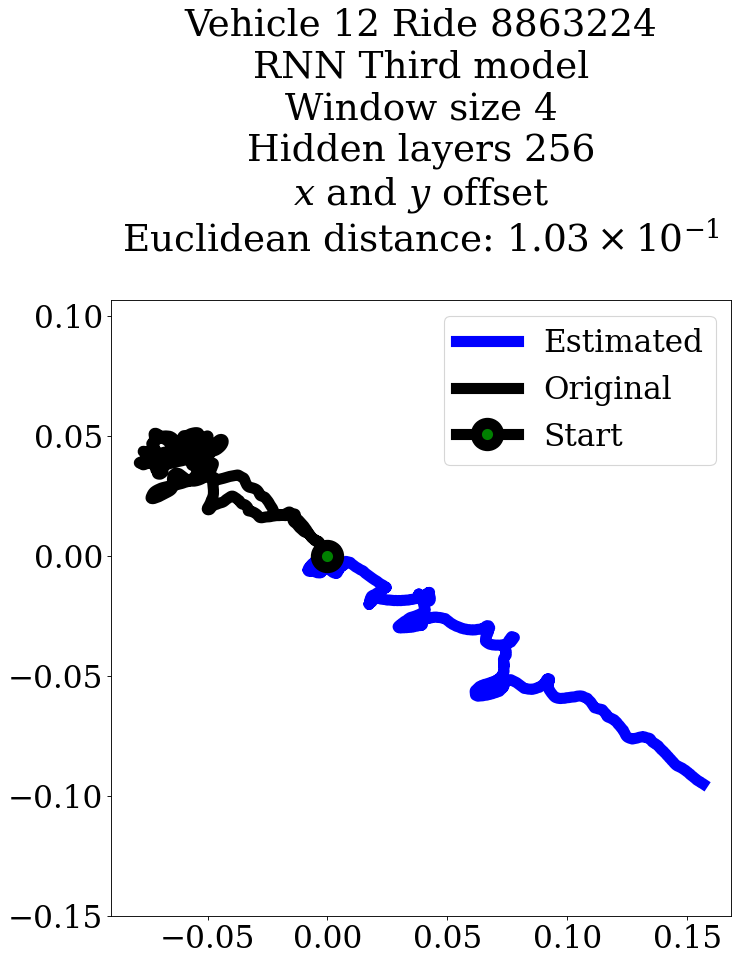 Vehicle 12 Ride 8863224
RNN Third model
Window size 4
Hidden layers 256
x and y offset
Euclidean distance: 1.03 × 10⁻¹
Estimated
Original
Start
0.10
0.05
0.00
−0.05
−0.10
−0.15
−0.05 0.00 0.05 0.10 0.15